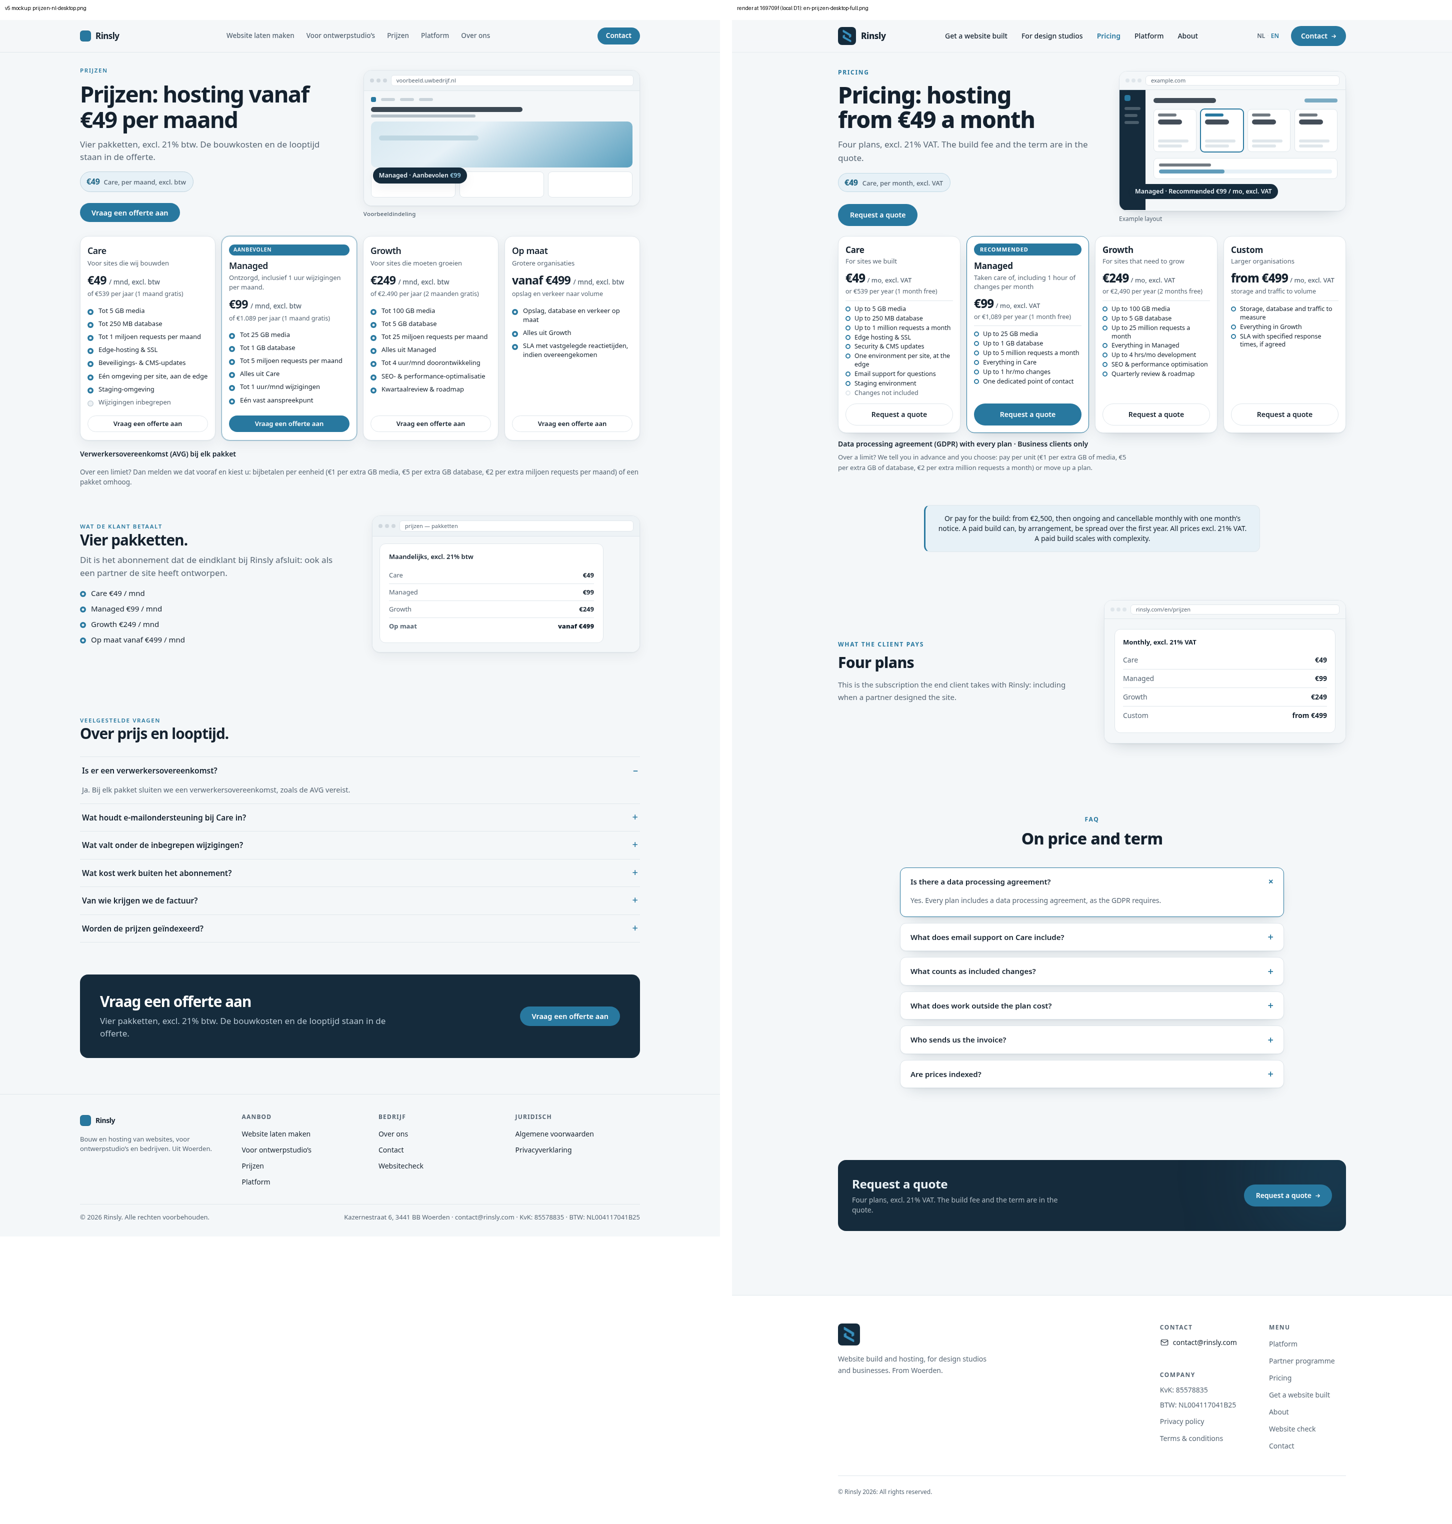 v5 mockup: prijzen-nl-desktop.png
Rinsly
Website laten maken
Voor ontwerpstudio's
Prijzen
Platform
Over ons
Contact
PRIJZEN
Prijzen: hosting vanaf
€49 per maand
Vier pakketten, excl. 21% btw. De bouwkosten en de looptijd
staan in de offerte.
€49 Care, per maand, excl. btw
Vraag een offerte aan
voorbeeld.uwbedrijf.nl
Managed · Aanbevolen €99
Voorbeeldindeling
Care
Voor sites die wij bouwden
€49 / mnd, excl. btw
of €539 per jaar (1 maand gratis)
Tot 5 GB media
Tot 250 MB database
Tot 1 miljoen requests per maand
Edge-hosting & SSL
Beveiligings- & CMS-updates
Eén omgeving per site, aan de edge
Staging-omgeving
Wijzigingen inbegrepen
Vraag een offerte aan
AANBEVOLEN
Managed
Ontzorgd, inclusief 1 uur wijzigingen
per maand.
€99 / mnd, excl. btw
of €1.089 per jaar (1 maand gratis)
Tot 25 GB media
Tot 1 GB database
Tot 5 miljoen requests per maand
Alles uit Care
Tot 1 uur/mnd wijzigingen
Eén vast aanspreekpunt
Vraag een offerte aan
Growth
Voor sites die moeten groeien
€249 / mnd, excl. btw
of €2.490 per jaar (2 maanden gratis)
Tot 100 GB media
Tot 5 GB database
Tot 25 miljoen requests per maand
Alles uit Managed
Tot 4 uur/mnd doorontwikkeling
SEO- & performance-optimalisatie
Kwartaalreview & roadmap
Vraag een offerte aan
Op maat
Grotere organisaties
vanaf €499 / mnd, excl. btw
opslag en verkeer naar volume
Opslag, database en verkeer op
maat
Alles uit Growth
SLA met vastgelegde reactietijden,
indien overeengekomen
Vraag een offerte aan
Verwerkersovereenkomst (AVG) bij elk pakket
Over een limiet? Dan melden we dat vooraf en kiest u: bijbetalen per eenheid (€1 per extra GB media, €5 per extra GB database, €2 per extra miljoen requests per maand) of een
pakket omhoog.
WAT DE KLANT BETAALT
Vier pakketten.
Dit is het abonnement dat de eindklant bij Rinsly afsluit: ook als
een partner de site heeft ontworpen.
Care €49 / mnd
Managed €99 / mnd
Growth €249 / mnd
Op maat vanaf €499 / mnd
prijzen — pakketten
Maandelijks, excl. 21% btw
Care €49
Managed €99
Growth €249
Op maat vanaf €499
VEELGESTELDE VRAGEN
Over prijs en looptijd.
Is er een verwerkersovereenkomst? –
Ja. Bij elk pakket sluiten we een verwerkersovereenkomst, zoals de AVG vereist.
Wat houdt e-mailondersteuning bij Care in? +
Wat valt onder de inbegrepen wijzigingen? +
Wat kost werk buiten het abonnement? +
Van wie krijgen we de factuur? +
Worden de prijzen geïndexeerd? +
Vraag een offerte aan
Vier pakketten, excl. 21% btw. De bouwkosten en de looptijd staan in de
offerte.
Vraag een offerte aan
Rinsly
Bouw en hosting van websites, voor
ontwerpstudio's en bedrijven. Uit Woerden.
AANBOD
Website laten maken
Voor ontwerpstudio's
Prijzen
Platform
BEDRIJF
Over ons
Contact
Websitecheck
JURIDISCH
Algemene voorwaarden
Privacyverklaring
© 2026 Rinsly. Alle rechten voorbehouden.
Kazernestraat 6, 3441 BB Woerden · contact@rinsly.com · KvK: 85578835 · BTW: NL004117041B25
render at 169709f (local D1): en-prijzen-desktop-full.png
Rinsly
Get a website built
For design studios
Pricing
Platform
About
NL EN
Contact →
PRICING
Pricing: hosting
from €49 a month
Four plans, excl. 21% VAT. The build fee and the term are in the
quote.
€49 Care, per month, excl. VAT
Request a quote
example.com
Managed · Recommended €99 / mo, excl. VAT
Example layout
Care
For sites we built
€49 / mo, excl. VAT
or €539 per year (1 month free)
Up to 5 GB media
Up to 250 MB database
Up to 1 million requests a month
Edge hosting & SSL
Security & CMS updates
One environment per site, at the
edge
Email support for questions
Staging environment
Changes not included
Request a quote
RECOMMENDED
Managed
Taken care of, including 1 hour of
changes per month
€99 / mo, excl. VAT
or €1,089 per year (1 month free)
Up to 25 GB media
Up to 1 GB database
Up to 5 million requests a month
Everything in Care
Up to 1 hr/mo changes
One dedicated point of contact
Request a quote
Growth
For sites that need to grow
€249 / mo, excl. VAT
or €2,490 per year (2 months free)
Up to 100 GB media
Up to 5 GB database
Up to 25 million requests a
month
Everything in Managed
Up to 4 hrs/mo development
SEO & performance optimisation
Quarterly review & roadmap
Request a quote
Custom
Larger organisations
from €499 / mo, excl. VAT
storage and traffic to volume
Storage, database and traffic to
measure
Everything in Growth
SLA with specified response
times, if agreed
Request a quote
Data processing agreement (GDPR) with every plan · Business clients only
Over a limit? We tell you in advance and you choose: pay per unit (€1 per extra GB of media, €5
per extra GB of database, €2 per extra million requests a month) or move up a plan.
Or pay for the build: from €2,500, then ongoing and cancellable monthly with one month's
notice. A paid build can, by arrangement, be spread over the first year. All prices excl. 21% VAT.
A paid build scales with complexity.
WHAT THE CLIENT PAYS
Four plans
This is the subscription the end client takes with Rinsly: including
when a partner designed the site.
rinsly.com/en/prijzen
Monthly, excl. 21% VAT
Care €49
Managed €99
Growth €249
Custom from €499
FAQ
On price and term
Is there a data processing agreement? ×
Yes. Every plan includes a data processing agreement, as the GDPR requires.
What does email support on Care include? +
What counts as included changes? +
What does work outside the plan cost? +
Who sends us the invoice? +
Are prices indexed? +
Request a quote
Four plans, excl. 21% VAT. The build fee and the term are in the
quote.
Request a quote →
Website build and hosting, for design studios
and businesses. From Woerden.
CONTACT
contact@rinsly.com
COMPANY
KvK: 85578835
BTW: NL004117041B25
Privacy policy
Terms & conditions
MENU
Platform
Partner programme
Pricing
Get a website built
About
Website check
Contact
© Rinsly 2026: All rights reserved.